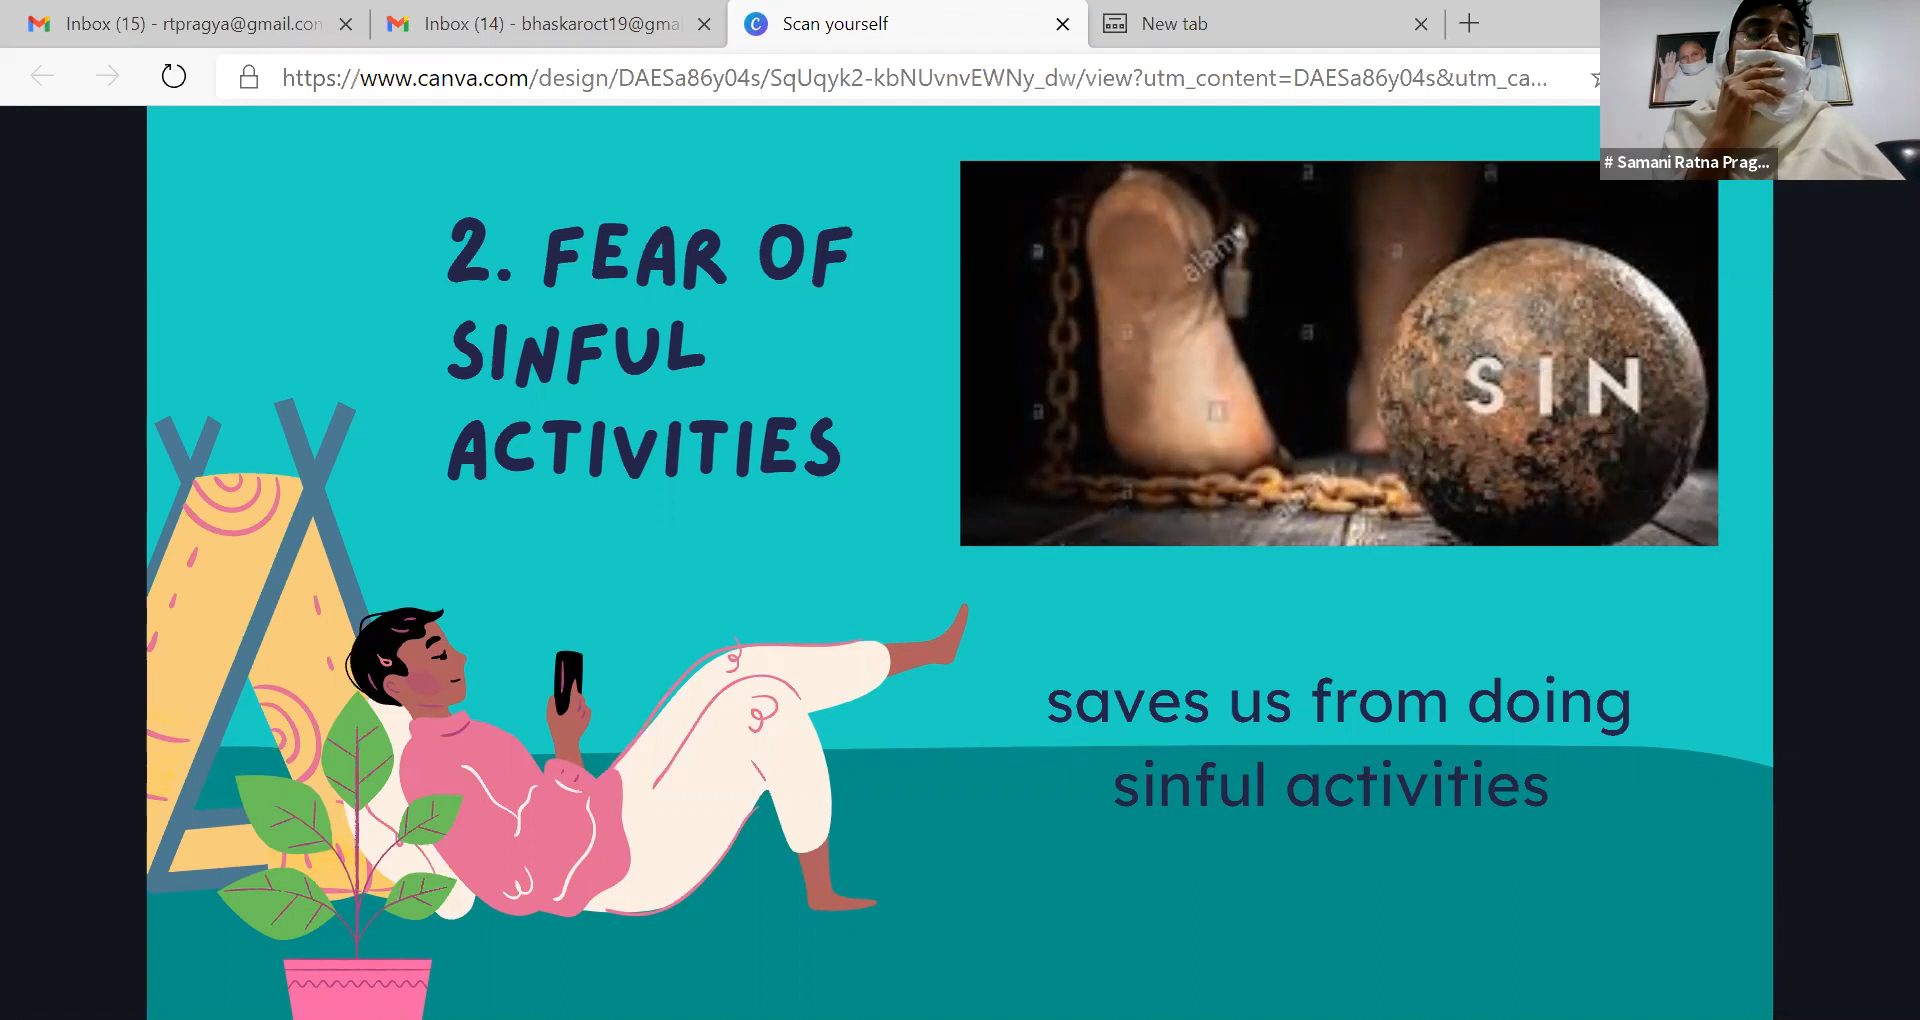 Inbox (15) - rtpragya@gmail.con
Inbox (14) - bhaskaroct19@gma
Scan yourself
New tab
https://www.canva.com/design/DAESa86y04s/SqUqyk2-kbNUvnvEWNy_dw/view?utm_content=DAESa86y04s&utm_ca...
# Samani Ratna Prag...
2. FEAR OF
SINFUL
ACTIVITIES
alamy
SIN
saves us from doing
sinful activities